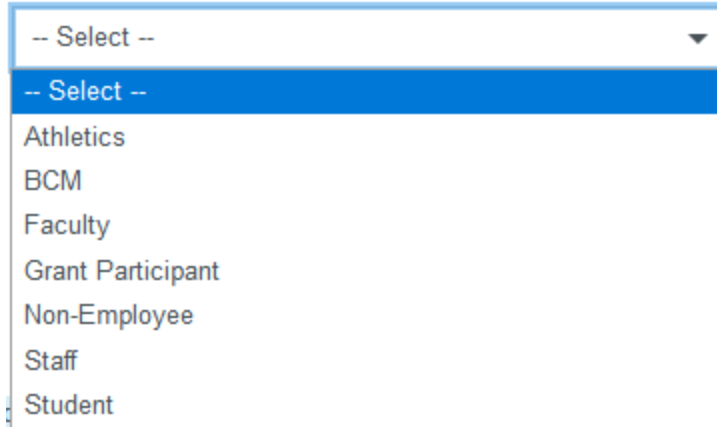 -- Select --
-- Select --
Athletics
BCM
Faculty
Grant Participant
Non-Employee
Staff
Student